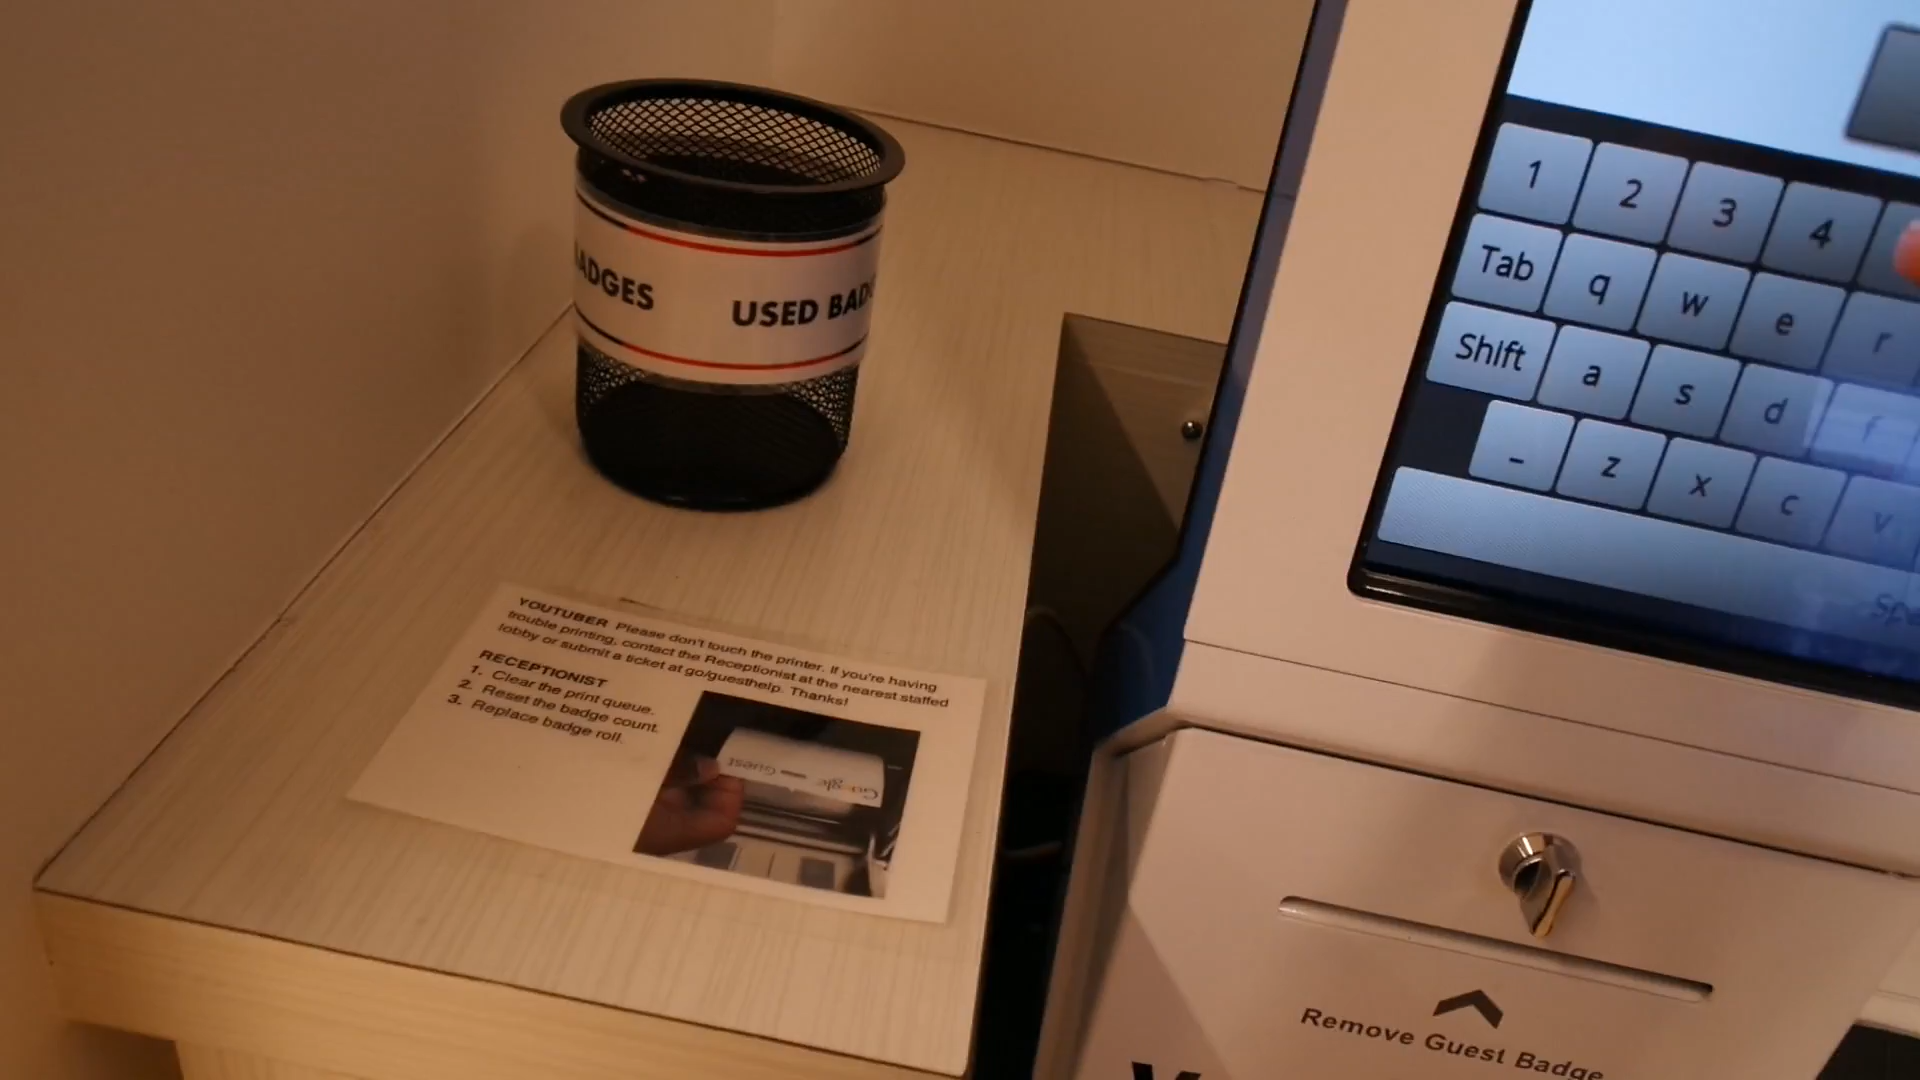 ADGES USED BAD
YOUTUBER Please don't touch the printer. If you're having
trouble printing, contact the Receptionist at the nearest staffed
lobby or submit a ticket at go/guesthelp. Thanks!
RECEPTIONIST
1. Clear the print queue.
2. Reset the badge count.
3. Replace badge roll.
Google Guest
1 2 3 4
Tab q w e r
Shift a s d f
_ z x c v
Spa
Remove Guest Badge
Y